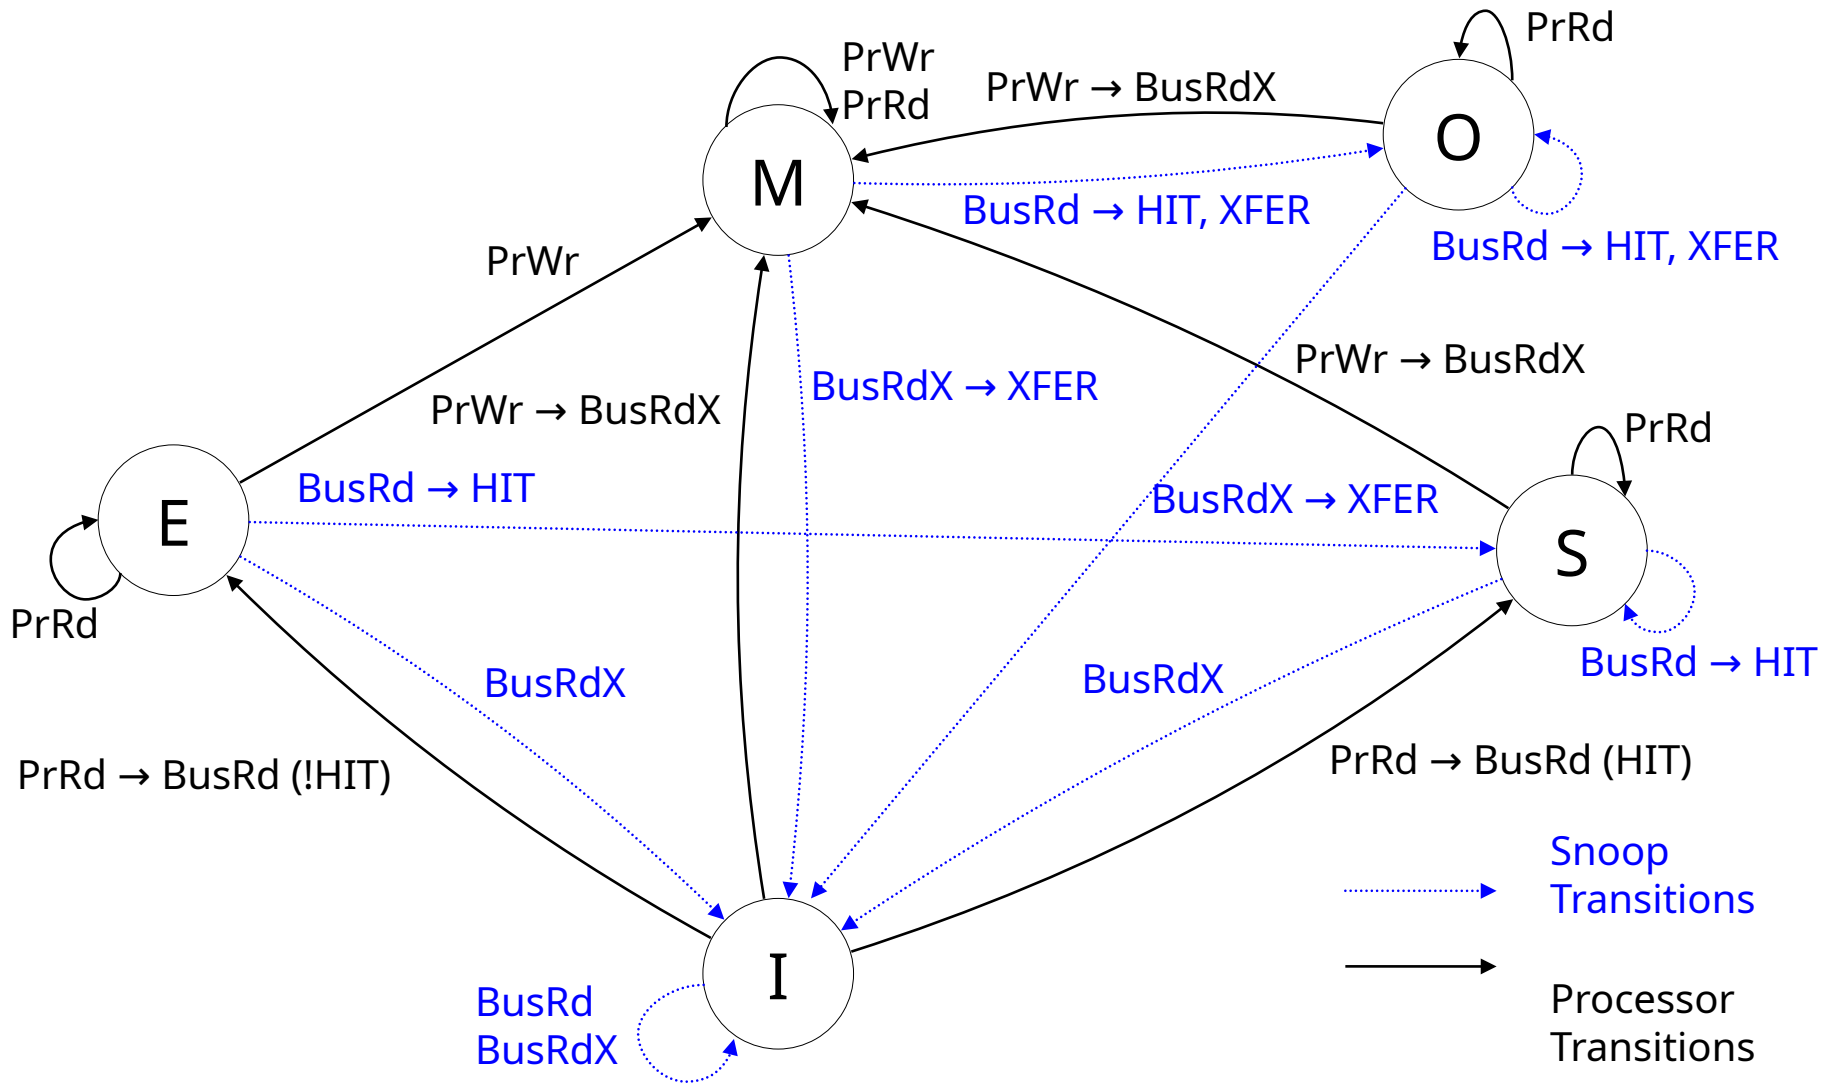 PrRd
PrWr
PrRd
PrWr → BusRdX
M
O
BusRd → HIT, XFER
BusRd → HIT, XFER
PrWr
PrWr → BusRdX
BusRdX → XFER
PrWr → BusRdX
PrRd
BusRd → HIT
BusRdX → XFER
E
S
PrRd
BusRdX
BusRdX
BusRd → HIT
PrRd → BusRd (!HIT)
PrRd → BusRd (HIT)
I
BusRd
BusRdX
Snoop
Transitions
Processor
Transitions